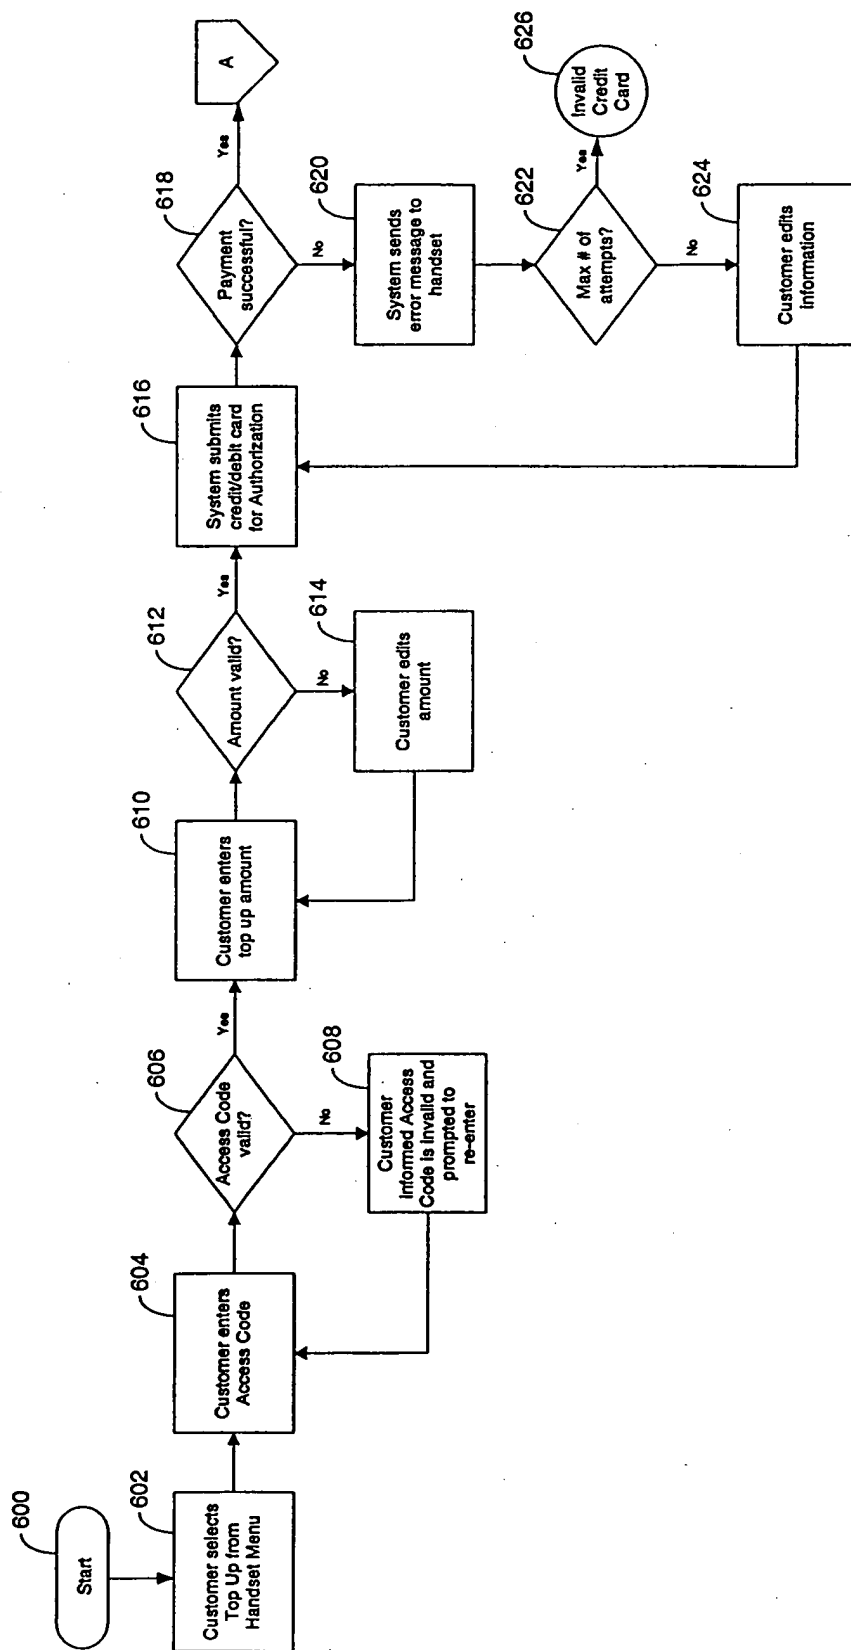 600
Start
602
Customer selects
Top Up from
Handset Menu
604
Customer enters
Access Code
606
Access Code
valid?
Yes
No
608
Customer
informed Access
Code is invalid and
prompted to
re-enter
610
Customer enters
top up amount
612
Amount valid?
Yes
No
614
Customer edits
amount
616
System submits
credit/debit card
for Authorization
618
Payment
successful?
Yes
A
No
620
System sends
error message to
handset
622
Max # of
attempts?
Yes
626
Invalid
Credit
Card
No
624
Customer edits
information